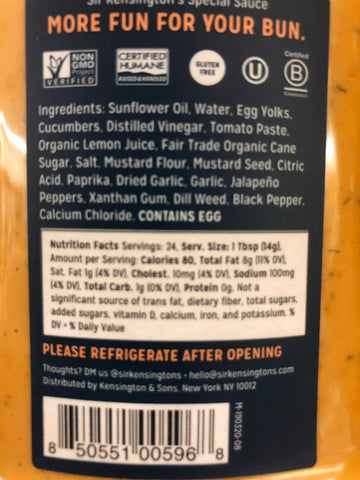 Sir Kensington's Special Sauce
MORE FUN FOR YOUR BUN.
NON
GMO
Project
VERIFIED
CERTIFIED
HUMANE
RAISED & HANDLED
GLUTEN
FREE
U
Certified
B
Corporation
Ingredients: Sunflower Oil, Water, Egg Yolks,
Cucumbers, Distilled Vinegar, Tomato Paste,
Organic Lemon Juice, Fair Trade Organic Cane
Sugar, Salt, Mustard Flour, Mustard Seed, Citric
Acid, Paprika, Dried Garlic, Garlic, Jalapeño
Peppers, Xanthan Gum, Dill Weed, Black Pepper,
Calcium Chloride. CONTAINS EGG
Nutrition Facts Servings: 24, Serv. Size: 1 Tbsp (14g),
Amount per Serving: Calories 80, Total Fat 8g (11% DV),
Sat. Fat 1g (4% DV), Cholest. 10mg (4% DV), Sodium 100mg
(4% DV), Total Carb. 1g (0% DV), Protein 0g. Not a
significant source of trans fat, dietary fiber, total sugars,
added sugars, vitamin D, calcium, iron, and potassium. %
DV = % Daily Value
PLEASE REFRIGERATE AFTER OPENING
Thoughts? DM us @sirkensingtons • hello@sirkensingtons.com
Distributed by Kensington & Sons, New York NY 10012
M-190320-06
8 50551 00596 8